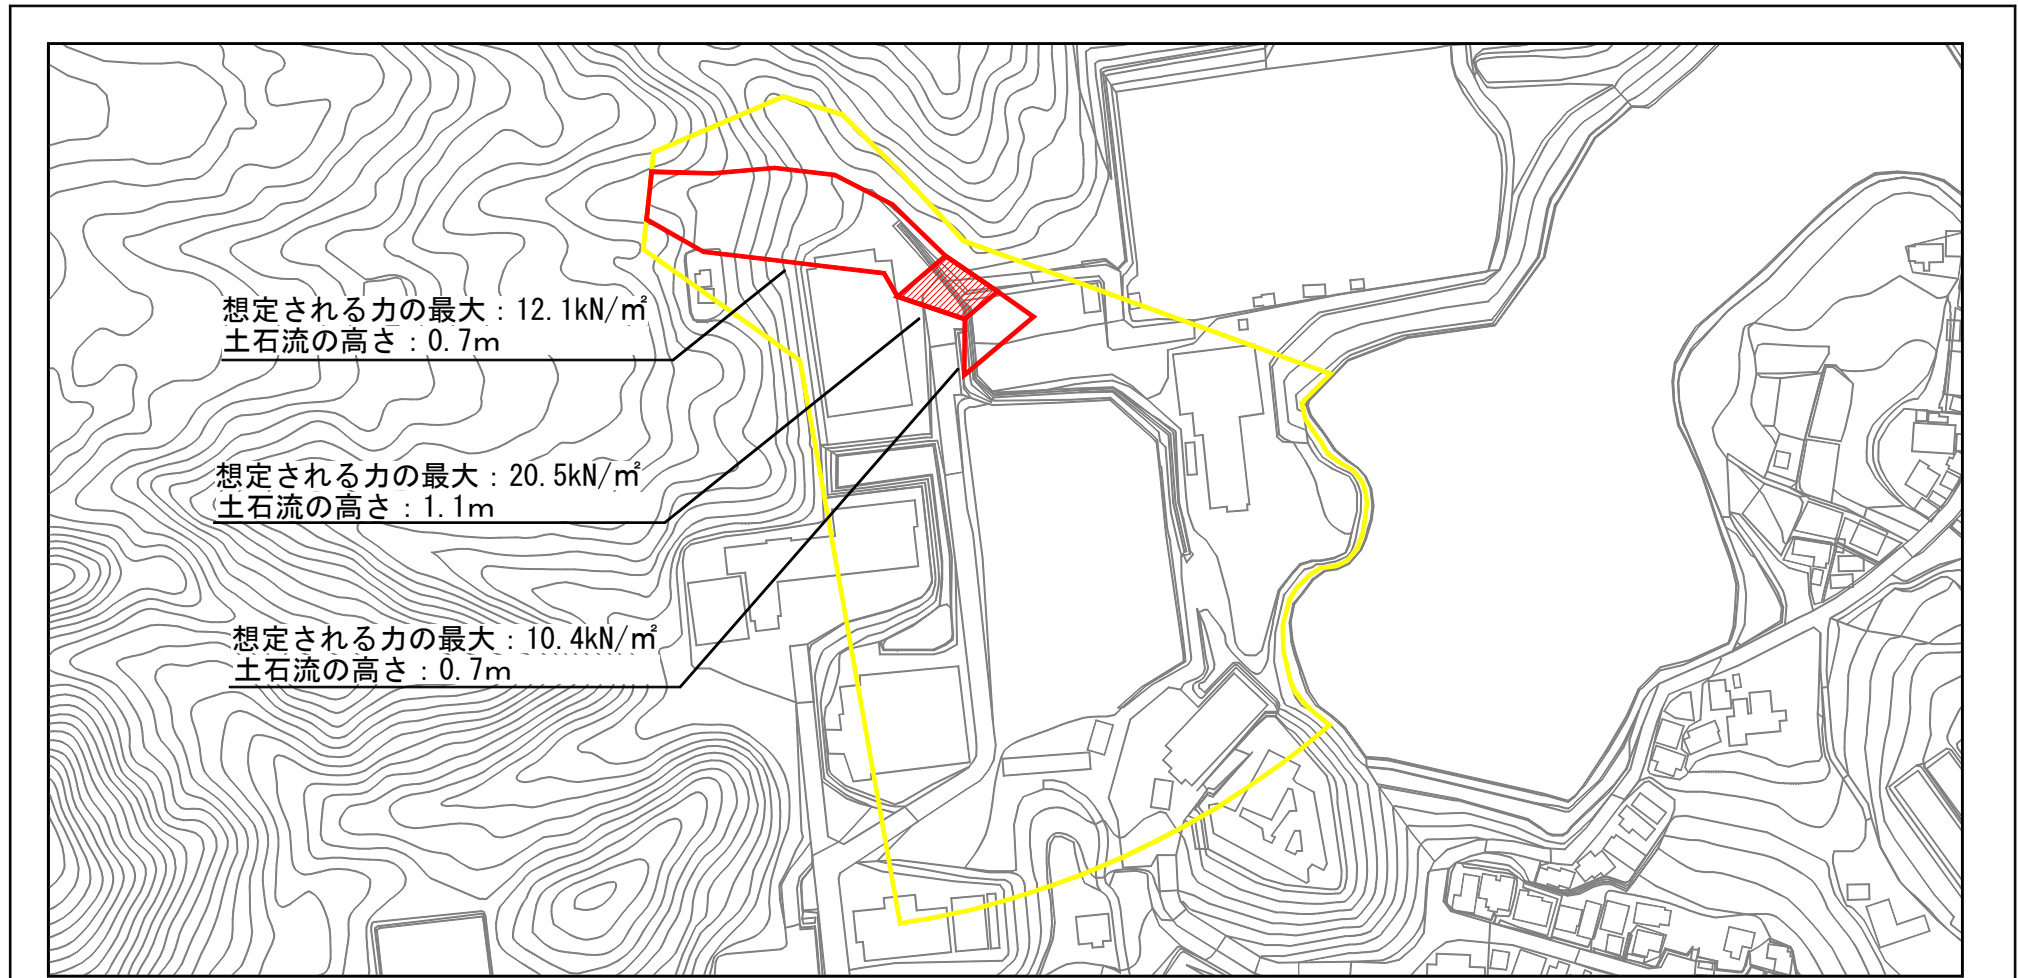 想定される力の最大：12.1kN/㎡
土石流の高さ：0.7m
想定される力の最大：20.5kN/㎡
土石流の高さ：1.1m
想定される力の最大：10.4kN/㎡
土石流の高さ：0.7m